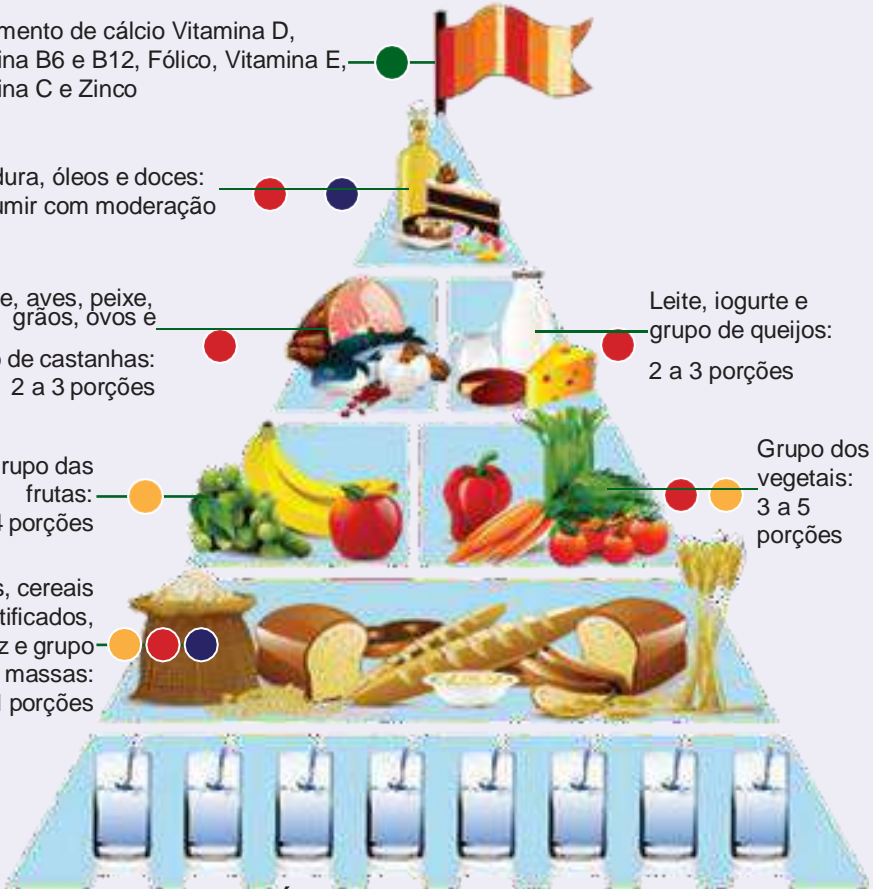 mento de cálcio Vitamina D,
ina B6 e B12, Fólico, Vitamina E,
ina C e Zinco
dura, óleos e doces:
umir com moderação
e, aves, peixe,
grãos, ovos e
de castanhas:
2 a 3 porções
Leite, iogurte e
grupo de queijos:
2 a 3 porções
rupo das
frutas:
4 porções
Grupo dos
vegetais:
3 a 5
porções
s, cereais
tificados,
z e grupo
massas:
porções